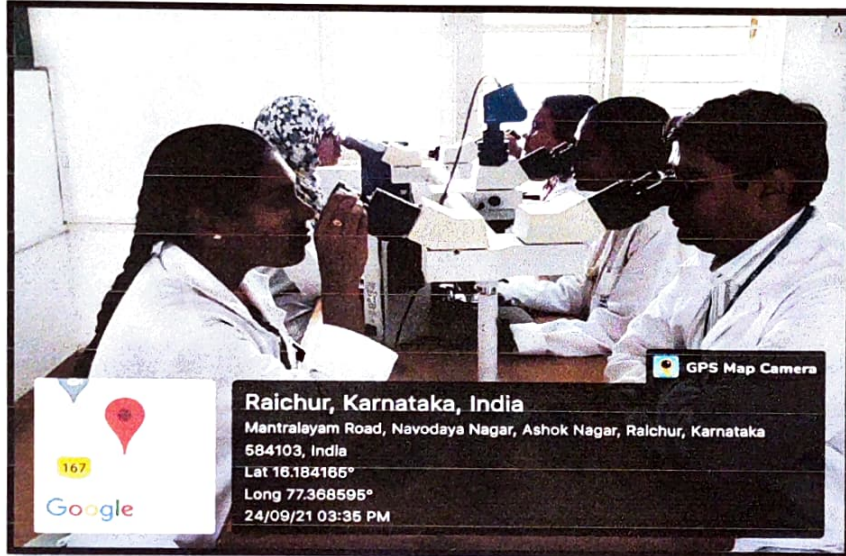 GPS Map Camera
Raichur, Karnataka, India
Mantralayam Road, Navodaya Nagar, Ashok Nagar, Raichur, Karnataka
584103, India
Lat 16.184165°
Long 77.368595°
24/09/21 03:35 PM
167
Google